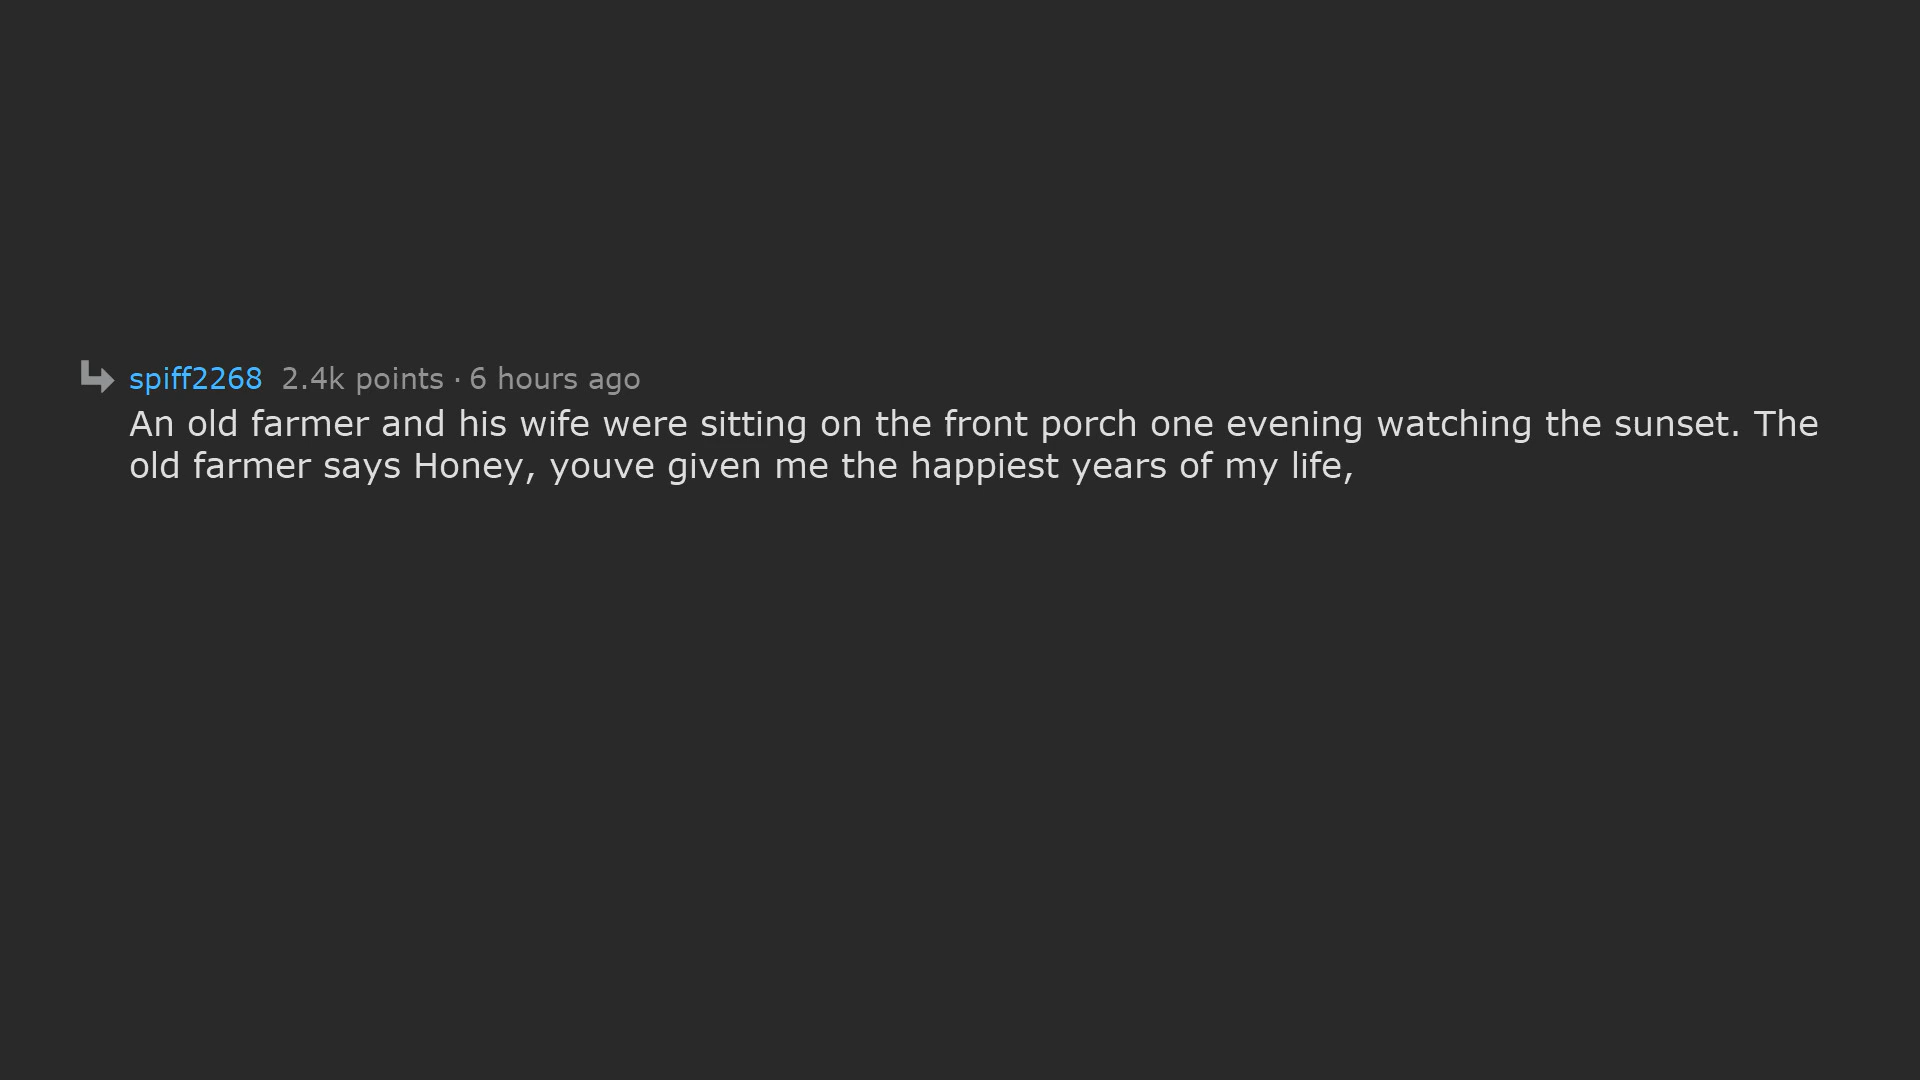 spiff2268 2.4k points · 6 hours ago
An old farmer and his wife were sitting on the front porch one evening watching the sunset. The
old farmer says Honey, youve given me the happiest years of my life,